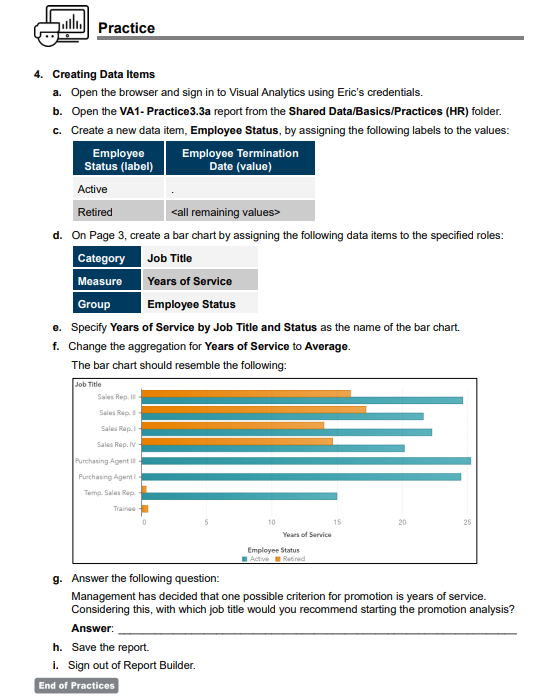 Practice
4. Creating Data Items
a. Open the browser and sign in to Visual Analytics using Eric's credentials.
b. Open the VA1- Practice3.3a report from the Shared Data/Basics/Practices (HR) folder.
c. Create a new data item, Employee Status, by assigning the following labels to the values:
Employee Status (label) Employee Termination Date (value)
Active .
Retired <all remaining values>
d. On Page 3, create a bar chart by assigning the following data items to the specified roles:
Category Job Title
Measure Years of Service
Group Employee Status
e. Specify Years of Service by Job Title and Status as the name of the bar chart.
f. Change the aggregation for Years of Service to Average.
The bar chart should resemble the following:
Job Title
Sales Rep. III
Sales Rep. II
Sales Rep. I
Sales Rep. IV
Purchasing Agent III
Purchasing Agent I
Temp. Sales Rep.
Trainee
0 5 10 15 20 25
Years of Service
Employee Status
Active Retired
g. Answer the following question:
Management has decided that one possible criterion for promotion is years of service.
Considering this, with which job title would you recommend starting the promotion analysis?
Answer:
h. Save the report.
i. Sign out of Report Builder.
End of Practices